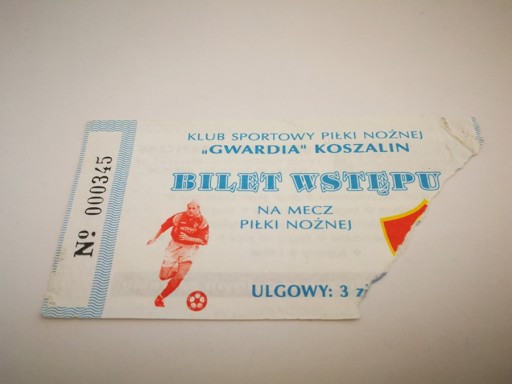 Nº 000345
KLUB SPORTOWY PIŁKI NOŻNEJ
„GWARDIA" KOSZALIN
BILET WSTĘPU
NA MECZ
PIŁKI NOŻNEJ
ULGOWY: 3 z